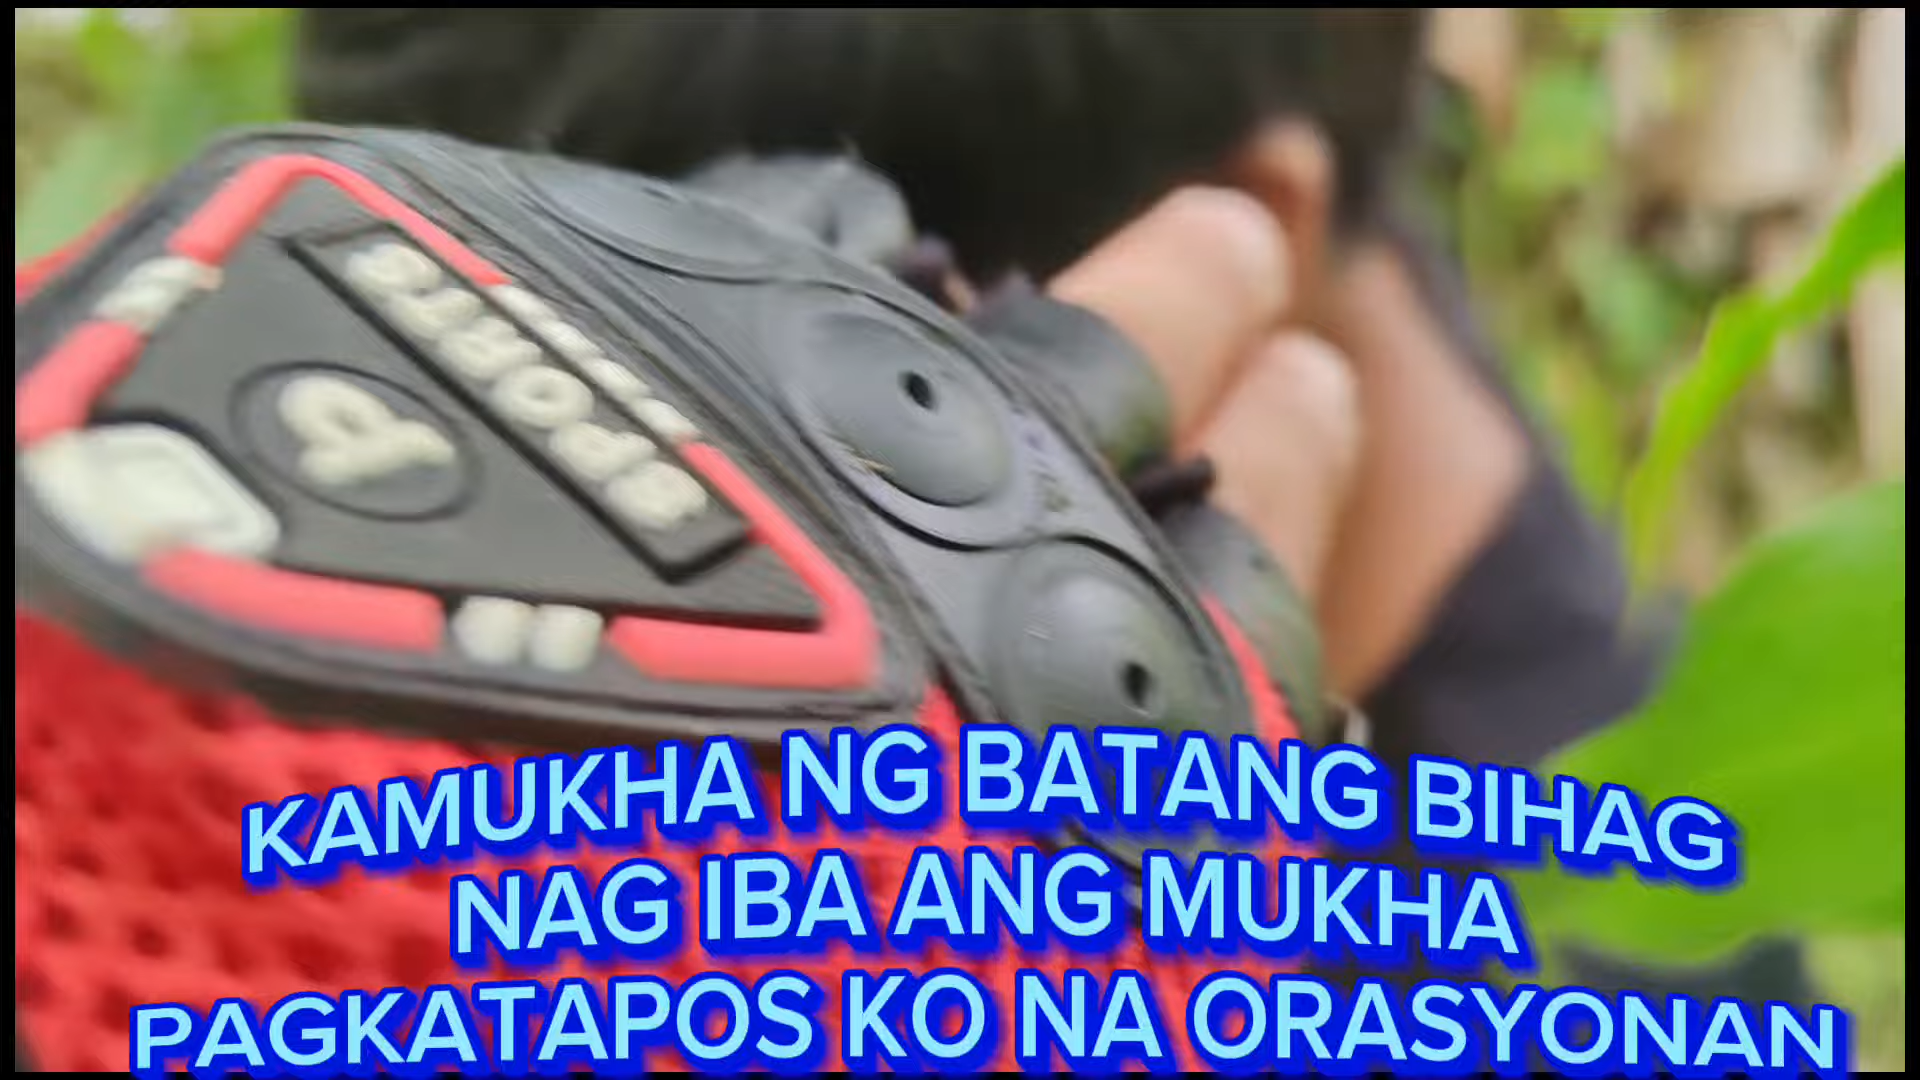 KAMUKHA NG BATANG BIHAG
NAG IBA ANG MUKHA
PAGKATAPOS KO NA ORASYONAN